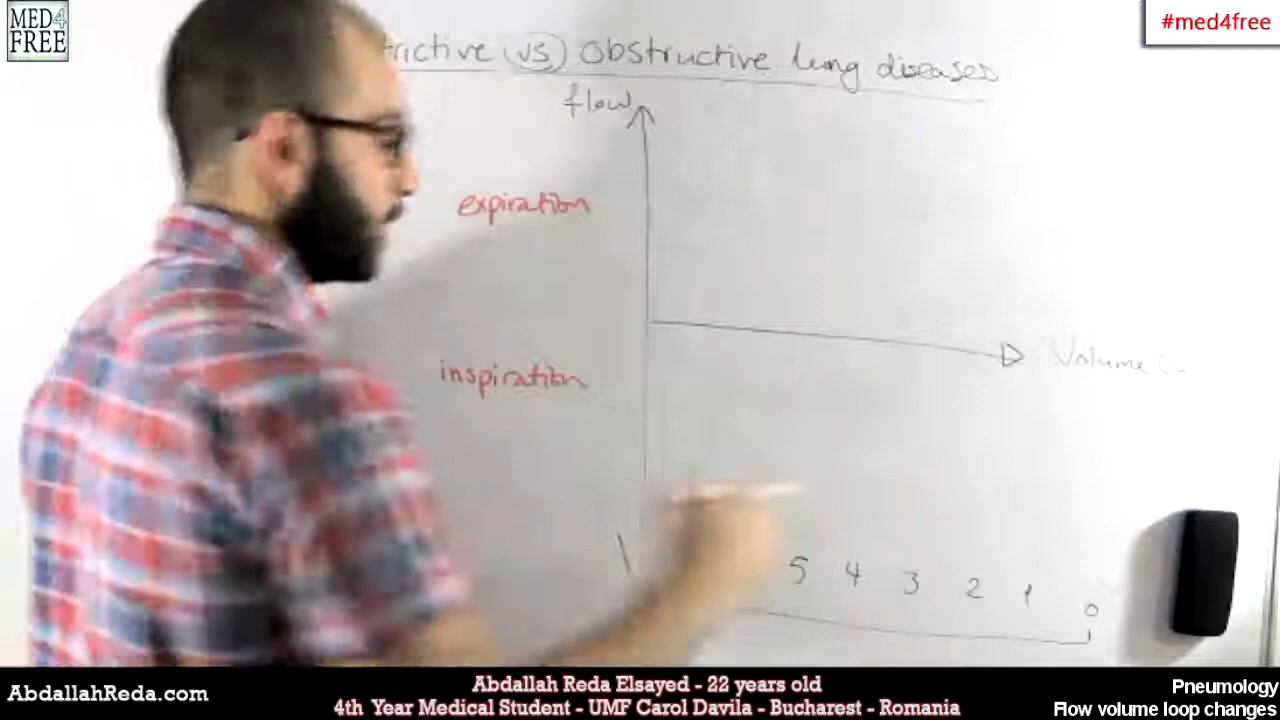 MED4
FREE
#med4free
trictive (vs) Obstructive lung diseases
flow
expiration
Volume
inspiration
5 4 3 2 1 0
AbdallahReda.com
Abdallah Reda Elsayed - 22 years old
4th Year Medical Student - UMF Carol Davila - Bucharest - Romania
Pneumology
Flow volume loop changes